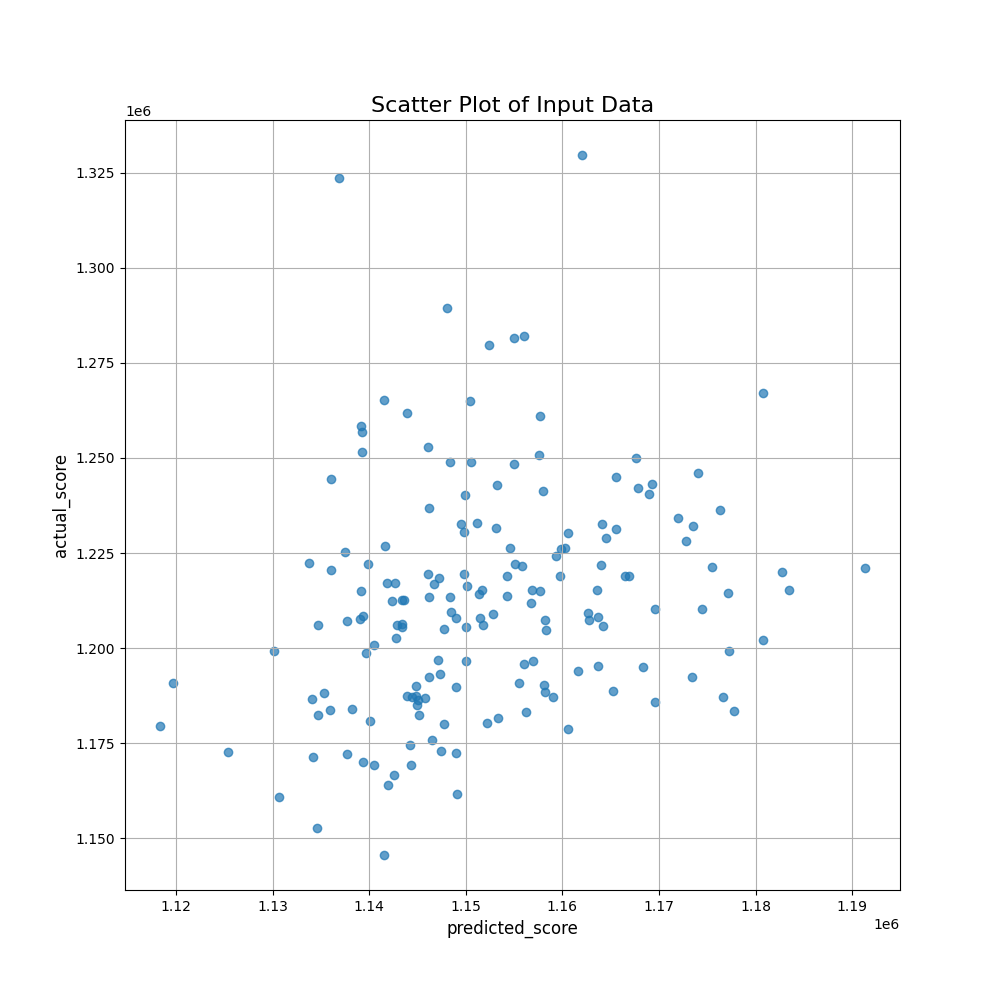 Scatter Plot of Input Data
1e6
1.325
1.300
1.275
1.250
1.225
1.200
1.175
1.150
actual_score
1.12 1.13 1.14 1.15 1.16 1.17 1.18 1.19
1e6
predicted_score